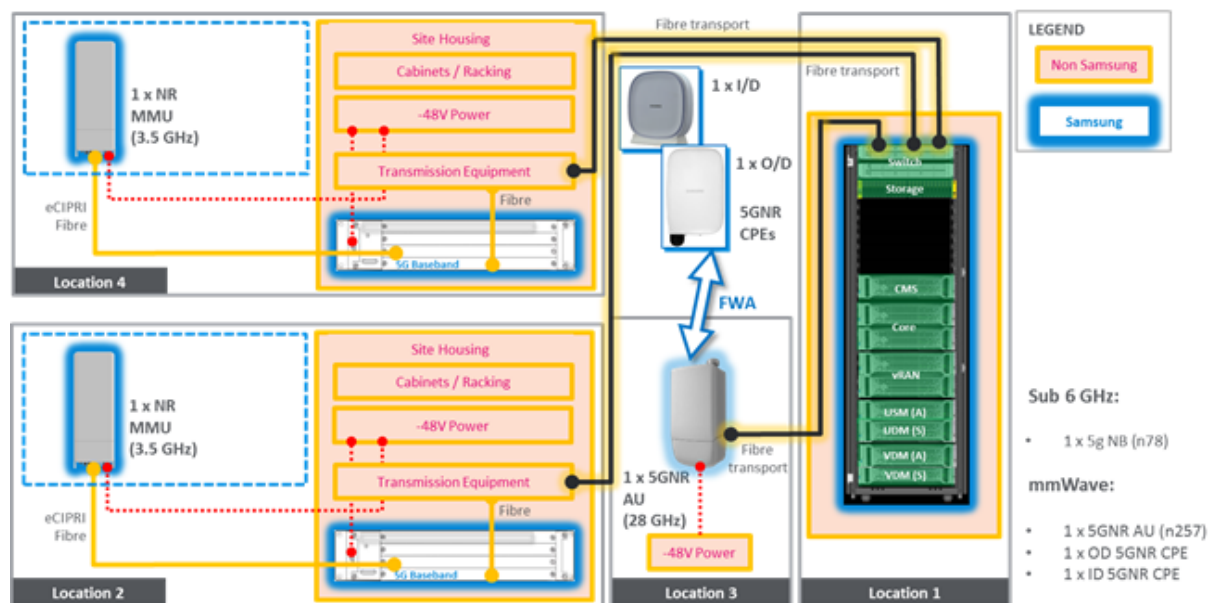 Site Housing
Cabinets / Racking
-48V Power
Transmission Equipment
Fibre
5G Baseband
1 x NR
MMU
(3.5 GHz)
eCIPRI
Fibre
Location 4
Site Housing
Cabinets / Racking
-48V Power
Transmission Equipment
Fibre
5G Baseband
1 x NR
MMU
(3.5 GHz)
eCIPRI
Fibre
Location 2
Fibre transport
1 x I/D
1 x O/D
5GNR
CPEs
FWA
Fibre
transport
1 x 5GNR
AU
(28 GHz)
-48V Power
Location 3
Fibre transport
Switch
Storage
CMS
Core
vRAN
USM (A)
UDM (S)
VDM (A)
VDM (S)
Location 1
LEGEND
Non Samsung
Samsung
Sub 6 GHz:
• 1 x 5g NB (n78)
mmWave:
• 1 x 5GNR AU (n257)
• 1 x OD 5GNR CPE
• 1 x ID 5GNR CPE